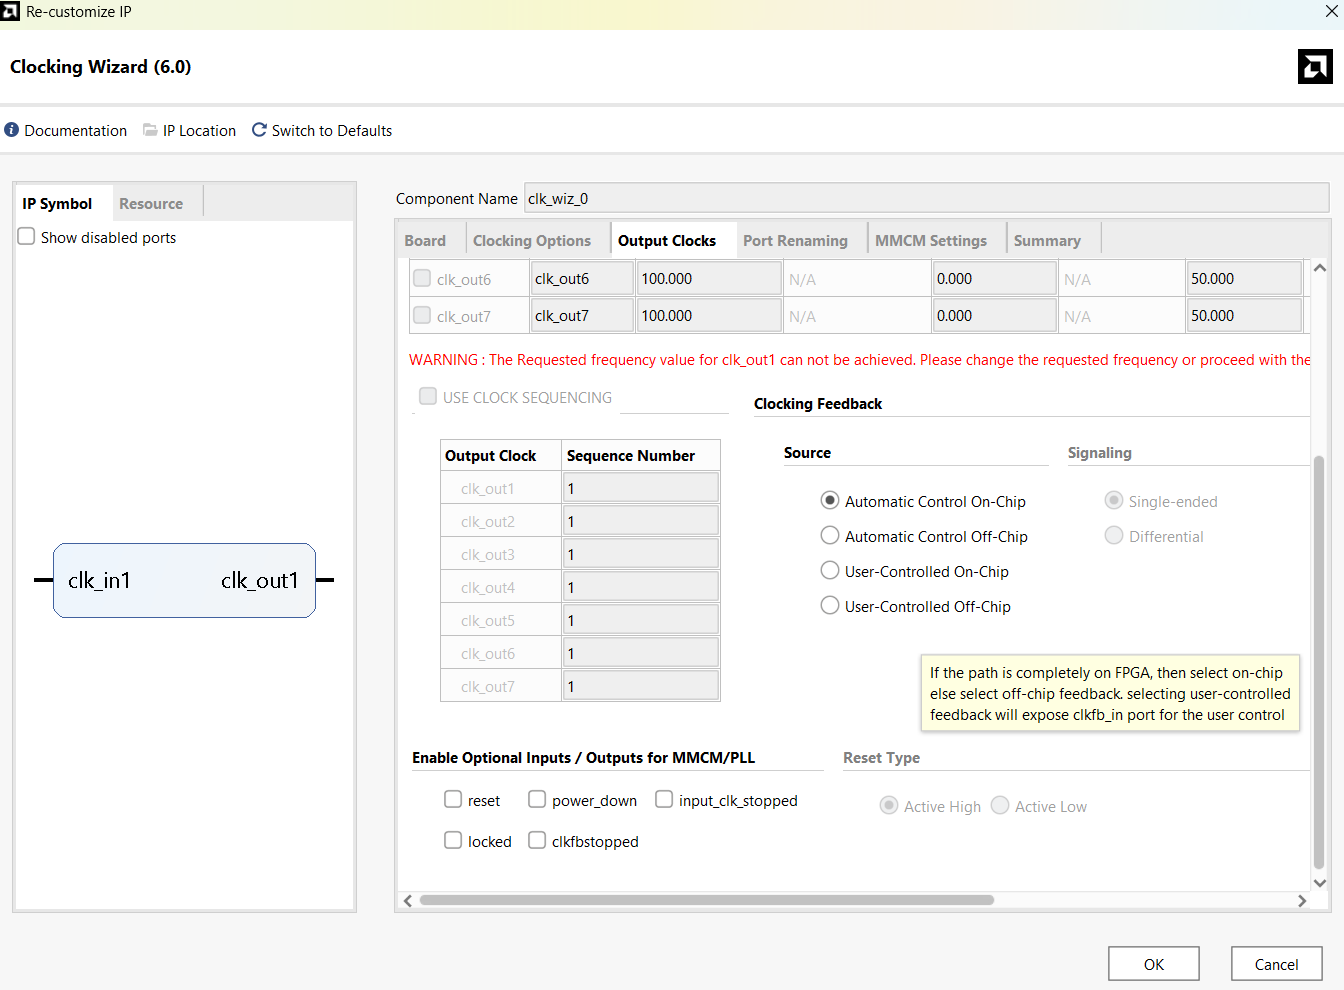 Re-customize IP
Clocking Wizard (6.0)
Documentation IP Location Switch to Defaults
IP Symbol Resource
Show disabled ports
clk_in1 clk_out1
Component Name clk_wiz_0
Board Clocking Options Output Clocks Port Renaming MMCM Settings Summary
clk_out6 clk_out6 100.000 N/A 0.000 N/A 50.000
clk_out7 clk_out7 100.000 N/A 0.000 N/A 50.000
WARNING : The Requested frequency value for clk_out1 can not be achieved. Please change the requested frequency or proceed with the
USE CLOCK SEQUENCING
Output Clock Sequence Number
clk_out1 1
clk_out2 1
clk_out3 1
clk_out4 1
clk_out5 1
clk_out6 1
clk_out7 1
Clocking Feedback
Source Signaling
Automatic Control On-Chip Single-ended
Automatic Control Off-Chip Differential
User-Controlled On-Chip
User-Controlled Off-Chip
If the path is completely on FPGA, then select on-chip
else select off-chip feedback. selecting user-controlled
feedback will expose clkfb_in port for the user control
Enable Optional Inputs / Outputs for MMCM/PLL
reset power_down input_clk_stopped
locked clkfbstopped
Reset Type
Active High Active Low
OK Cancel